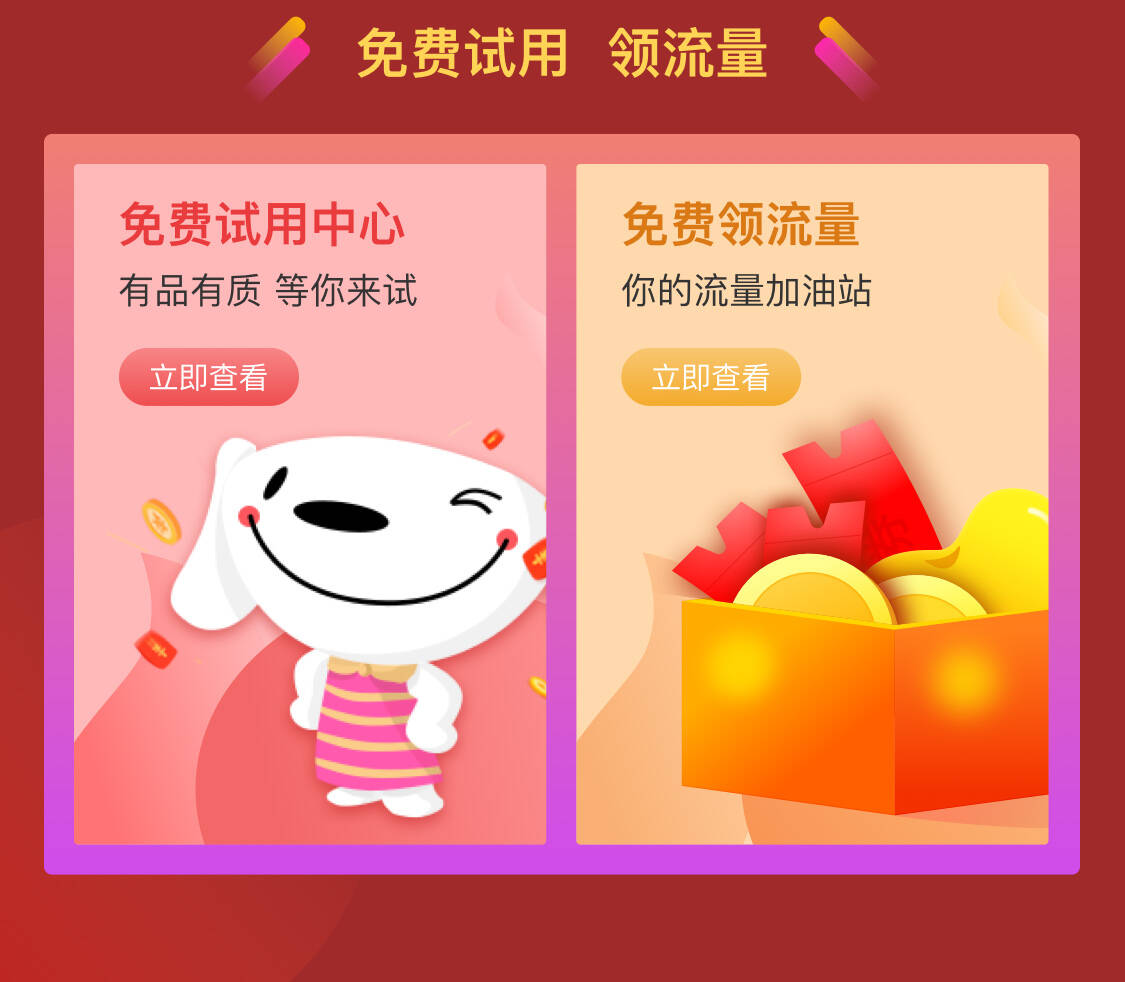 免费试用 领流量
免费试用中心
有品有质 等你来试
立即查看
免费领流量
你的流量加油站
立即查看